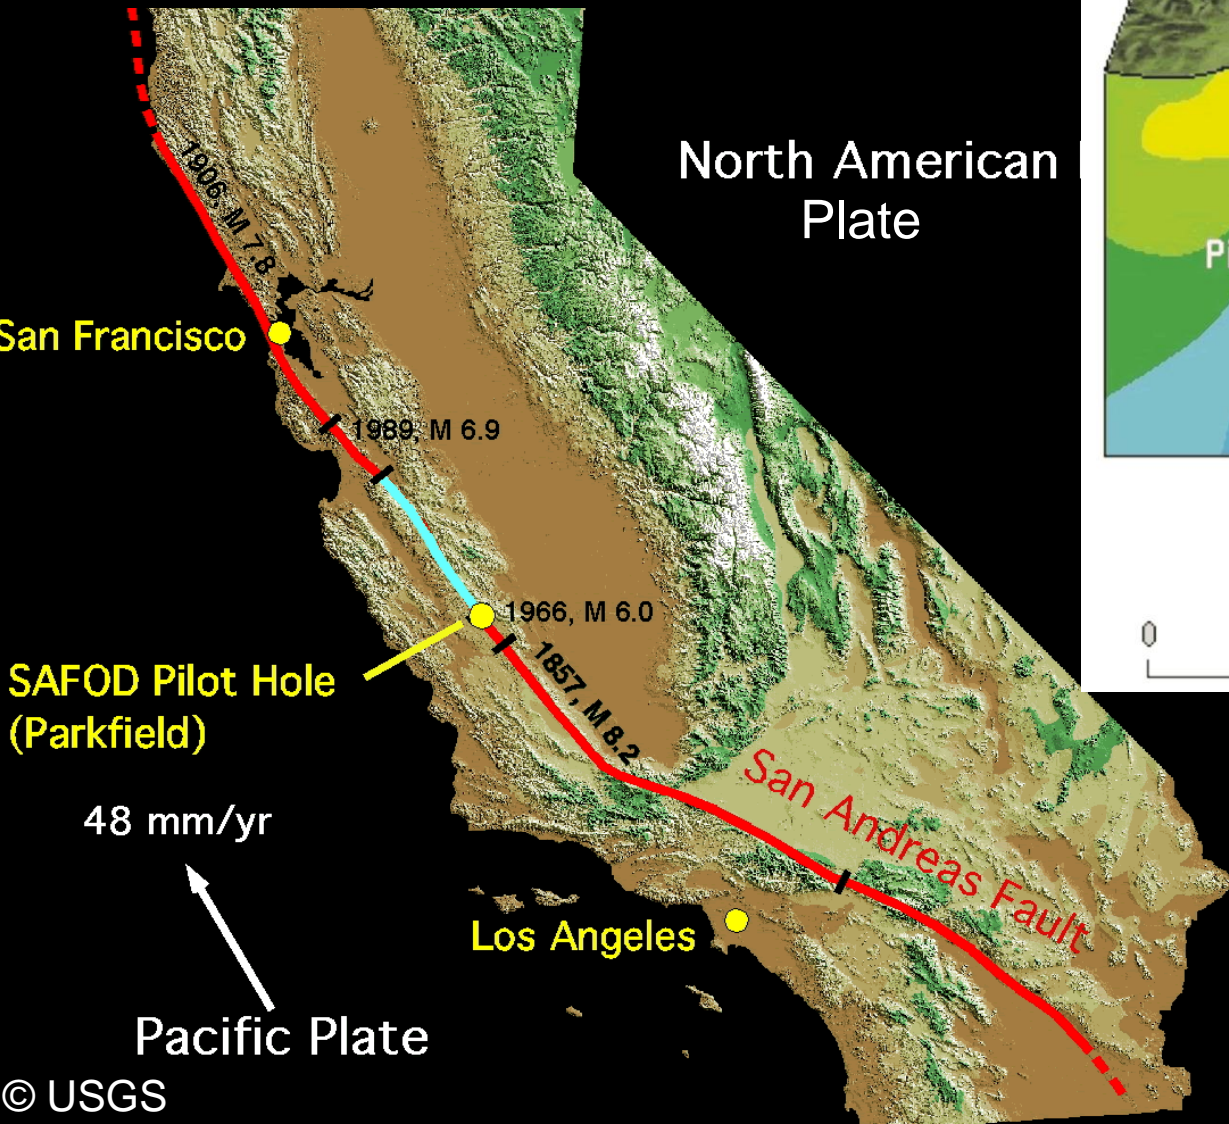 North American
Plate
1906, M 7.8
San Francisco
1989, M 6.9
1966, M 6.0
SAFOD Pilot Hole
(Parkfield)
1857, M 8.2
San Andreas Fault
48 mm/yr
Los Angeles
Pacific Plate
© USGS
0